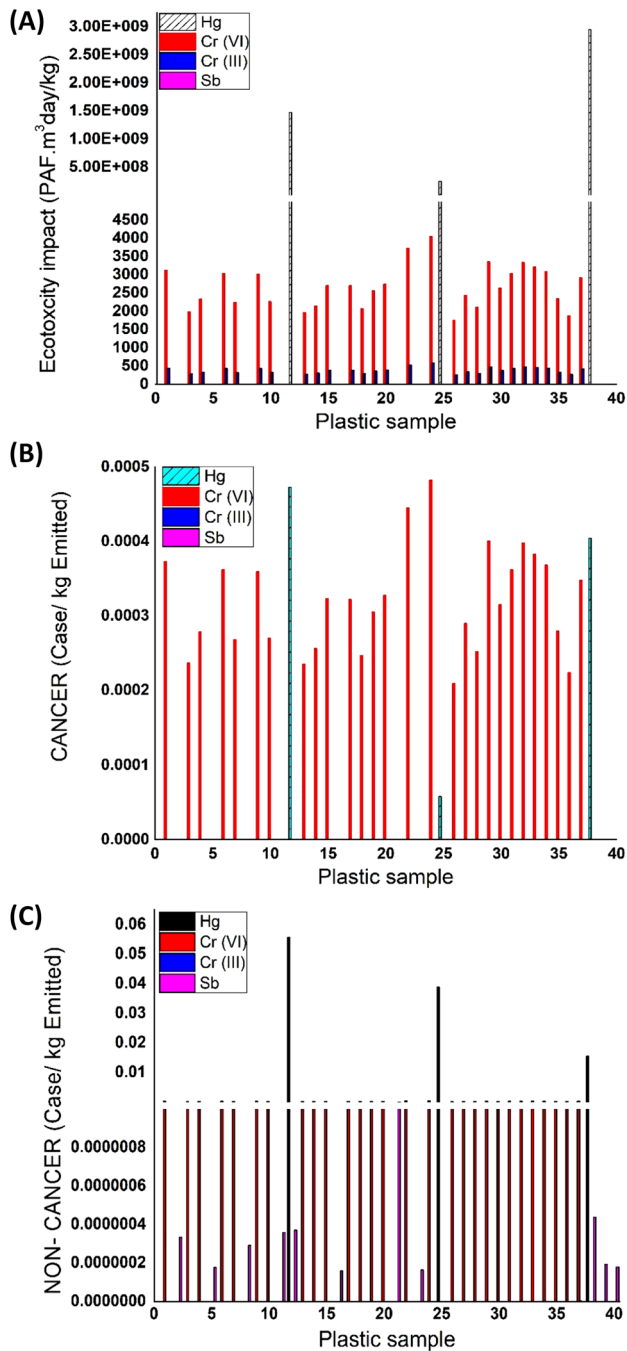 (A)
Hg
Cr (VI)
Cr (III)
Sb
Ecotoxcity impact (PAF.m³day/kg)
3.00E+009
2.50E+009
2.00E+009
1.50E+009
1.00E+009
5.00E+008
4500
4000
3500
3000
2500
2000
1500
1000
500
0
0 5 10 15 20 25 30 35 40
Plastic sample
(B)
Hg
Cr (VI)
Cr (III)
Sb
CANCER (Case/ kg Emitted)
0.0005
0.0004
0.0003
0.0002
0.0001
0.0000
0 5 10 15 20 25 30 35 40
Plastic sample
(C)
Hg
Cr (VI)
Cr (III)
Sb
NON- CANCER (Case/ kg Emitted)
0.06
0.05
0.04
0.03
0.02
0.01
0.0000008
0.0000006
0.0000004
0.0000002
0.0000000
0 5 10 15 20 25 30 35 40
Plastic sample